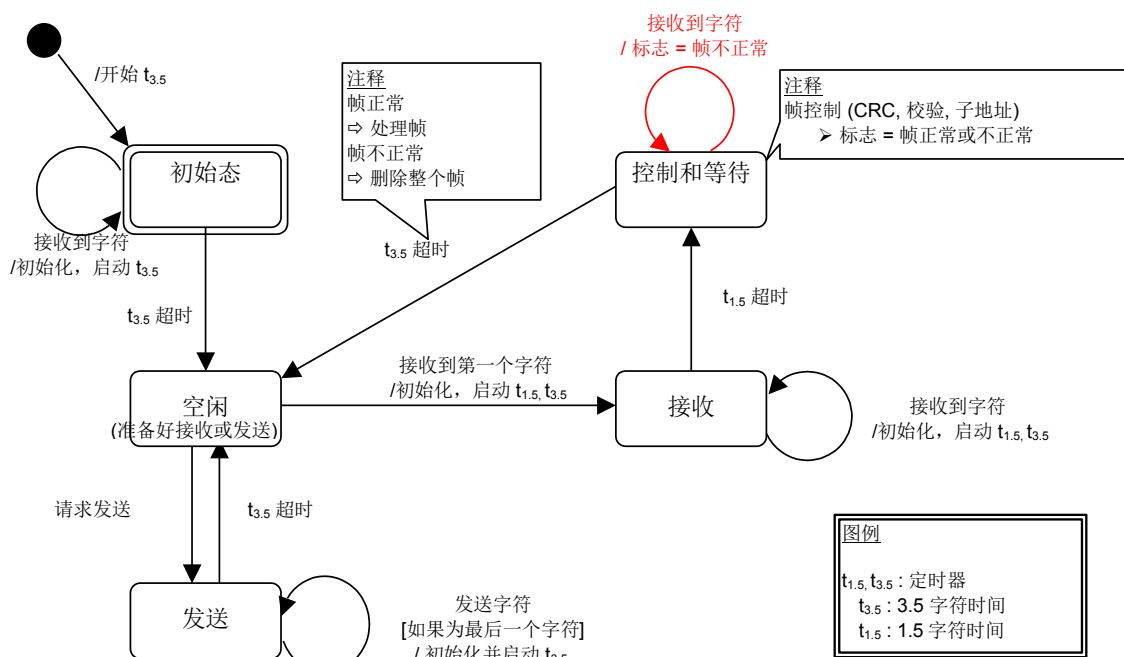 接收到字符
/ 标志 = 帧不正常
/开始 t3.5
注释
帧正常
⇨ 处理帧
帧不正常
⇨ 删除整个帧
注释
帧控制 (CRC, 校验, 子地址)
➢ 标志 = 帧正常或不正常
初始态
控制和等待
接收到字符
/初始化，启动 t3.5
t3.5 超时
t1.5 超时
t3.5 超时
接收到第一个字符
/初始化，启动 t1.5, t3.5
空闲
(准备好接收或发送)
接收
接收到字符
/初始化，启动 t1.5, t3.5
请求发送
t3.5 超时
图例
t1.5, t3.5 : 定时器
t3.5 : 3.5 字符时间
t1.5 : 1.5 字符时间
发送
发送字符
[如果为最后一个字符]
/ 初始化并启动 t3.5